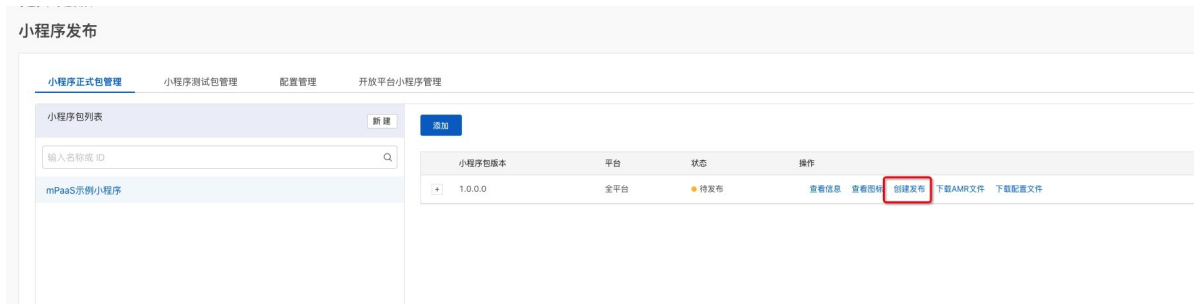 小程序发布
小程序正式包管理 小程序测试包管理 配置管理 开放平台小程序管理
小程序包列表 新建 添加
输入名称或 ID
小程序包版本 平台 状态 操作
mPaaS示例小程序
+ 1.0.0.0 全平台 待发布 查看信息 查看图标 创建发布 下载AMR文件 下载配置文件